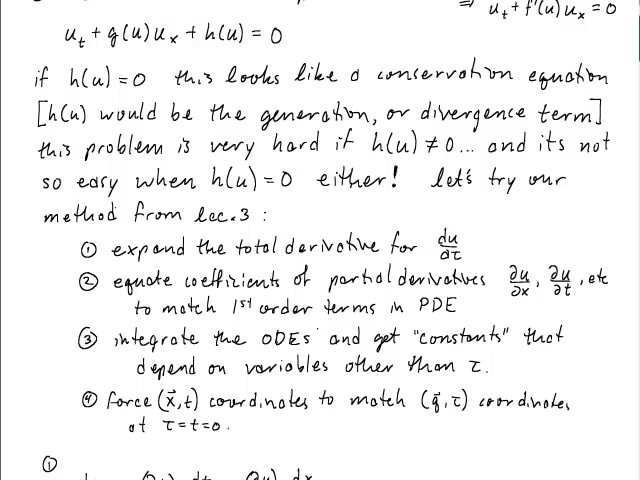 ⇒ u_t + f'(u) u_x = 0
u_t + g(u) u_x + h(u) = 0
if h(u) = 0 this looks like a conservation equation
[h(u) would be the generation, or divergence term]
this problem is very hard if h(u) ≠ 0... and its not
so easy when h(u) = 0 either! let's try our
method from lec. 3 :
① expand the total derivative for du/dτ
② equate coefficients of partial derivatives ∂u/∂x, ∂u/∂t, etc
to match 1st order terms in PDE
③ integrate the ODEs and get "constants" that
depend on variables other than τ.
④ force (x⃗,t) coordinates to match (q⃗,τ) coordinates
at τ=t=0.
①